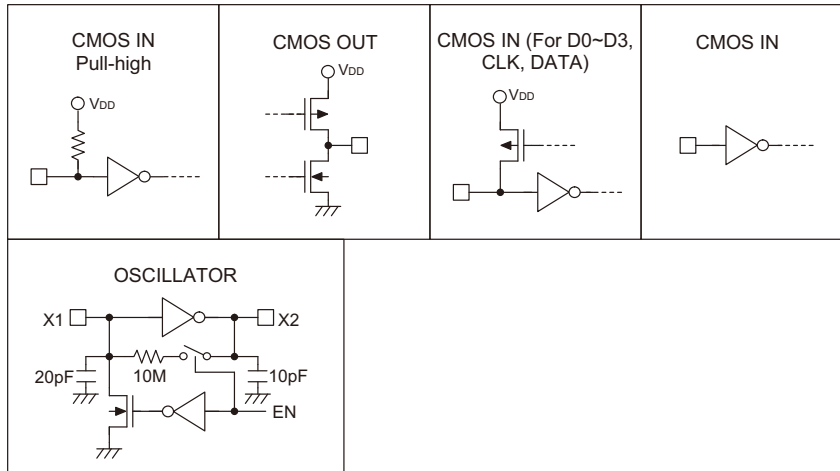 CMOS IN
Pull-high
VDD
CMOS OUT
VDD
CMOS IN (For D0~D3,
CLK, DATA)
VDD
CMOS IN
OSCILLATOR
X1
X2
20pF
10M
10pF
EN